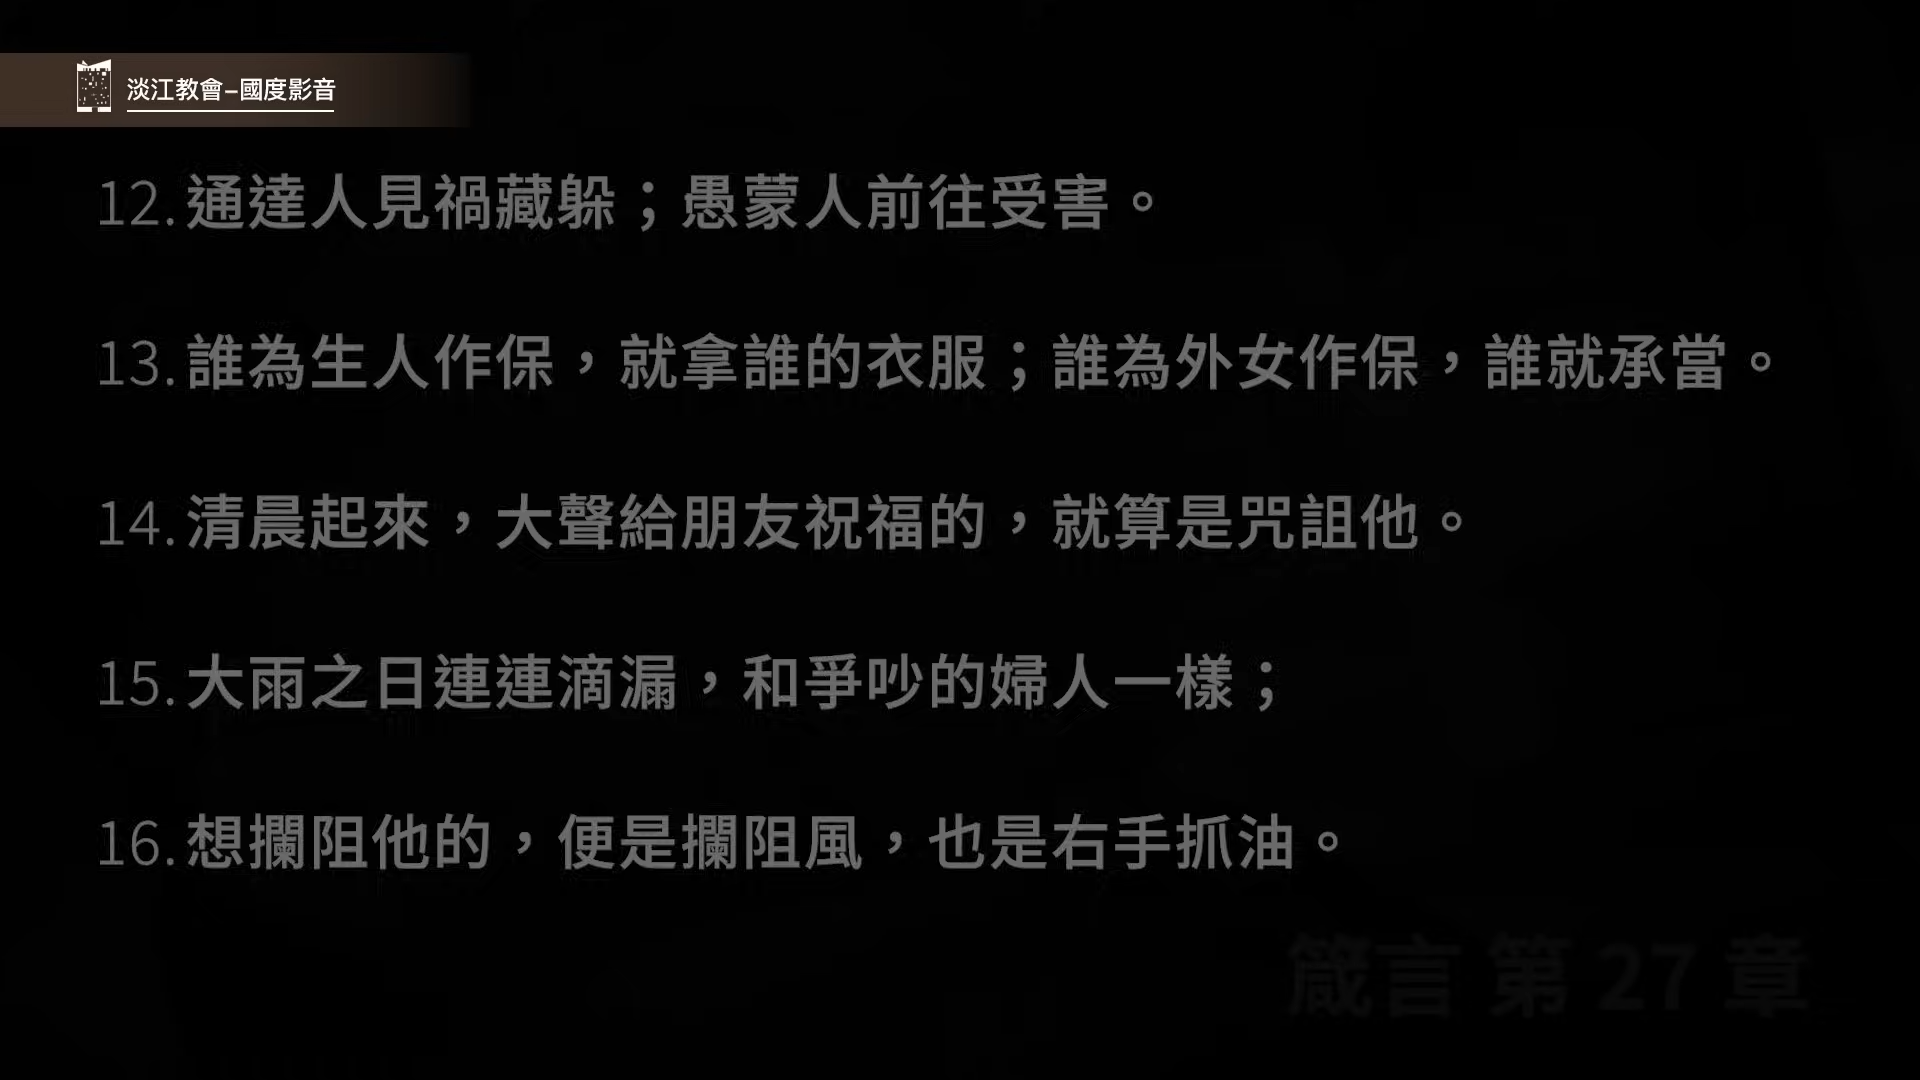 淡江教會–國度影音
12.通達人見禍藏躲；愚蒙人前往受害。
13.誰為生人作保，就拿誰的衣服；誰為外女作保，誰就承當。
14.清晨起來，大聲給朋友祝福的，就算是咒詛他。
15.大雨之日連連滴漏，和爭吵的婦人一樣；
16.想攔阻他的，便是攔阻風，也是右手抓油。
箴言 第 27 章